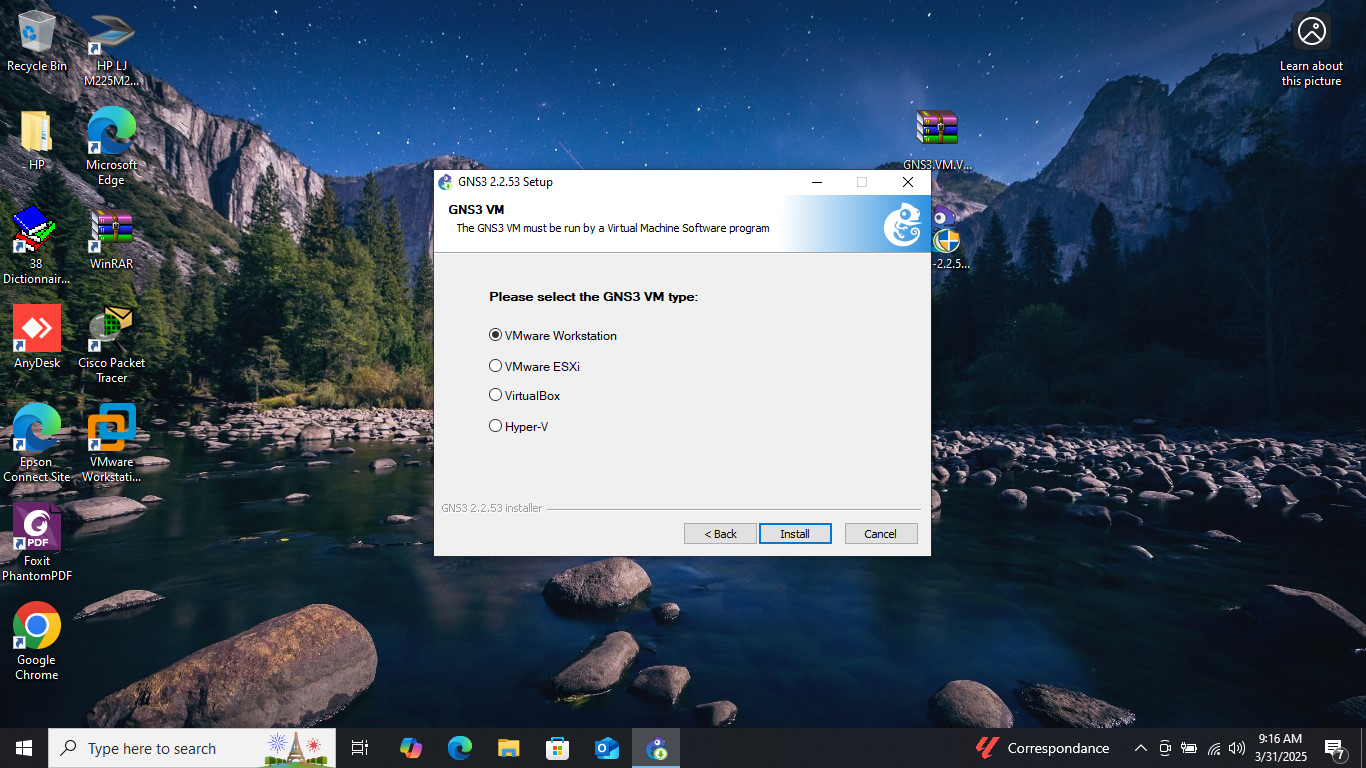 Recycle Bin
HP LJ
M225M2...
- HP
Microsoft
Edge
38
Dictionnair...
WinRAR
AnyDesk
Cisco Packet
Tracer
Epson
Connect Site
VMware
Workstati...
PDF
Foxit
PhantomPDF
Google
Chrome
Learn about
this picture
GNS3.VM.V...
-2.2.5...
GNS3 2.2.53 Setup
GNS3 VM
The GNS3 VM must be run by a Virtual Machine Software program
Please select the GNS3 VM type:
VMware Workstation
VMware ESXi
VirtualBox
Hyper-V
GNS3 2.2.53 installer
< Back
Install
Cancel
Type here to search
Correspondance
9:16 AM
3/31/2025
7